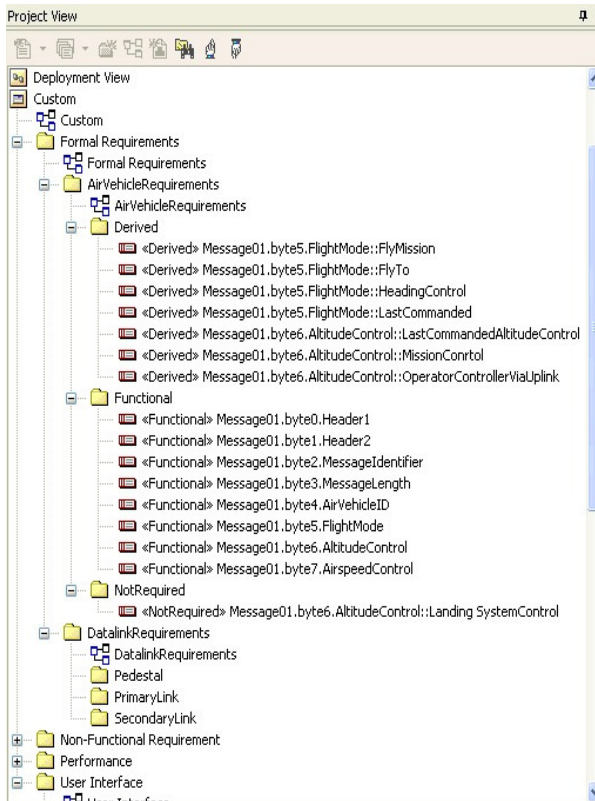 Project View
Deployment View
Custom
Custom
Formal Requirements
Formal Requirements
AirVehicleRequirements
AirVehicleRequirements
Derived
«Derived» Message01.byte5.FlightMode::FlyMission
«Derived» Message01.byte5.FlightMode::FlyTo
«Derived» Message01.byte5.FlightMode::HeadingControl
«Derived» Message01.byte5.FlightMode::LastCommanded
«Derived» Message01.byte6.AltitudeControl::LastCommandedAltitudeControl
«Derived» Message01.byte6.AltitudeControl::MissionConrtol
«Derived» Message01.byte6.AltitudeControl::OperatorControllerViaUplink
Functional
«Functional» Message01.byte0.Header1
«Functional» Message01.byte1.Header2
«Functional» Message01.byte2.MessageIdentifier
«Functional» Message01.byte3.MessageLength
«Functional» Message01.byte4.AirVehicleID
«Functional» Message01.byte5.FlightMode
«Functional» Message01.byte6.AltitudeControl
«Functional» Message01.byte7.AirspeedControl
NotRequired
«NotRequired» Message01.byte6.AltitudeControl::Landing SystemControl
DatalinkRequirements
DatalinkRequirements
Pedestal
PrimaryLink
SecondaryLink
Non-Functional Requirement
Performance
User Interface
User Interface